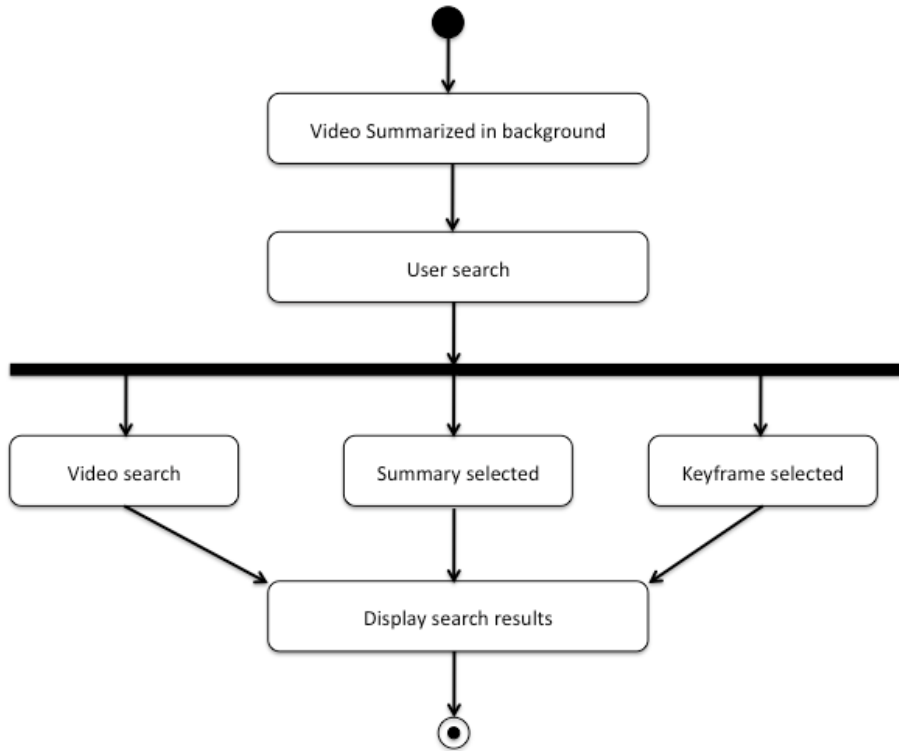 Video Summarized in background
User search
Video search
Summary selected
Keyframe selected
Display search results